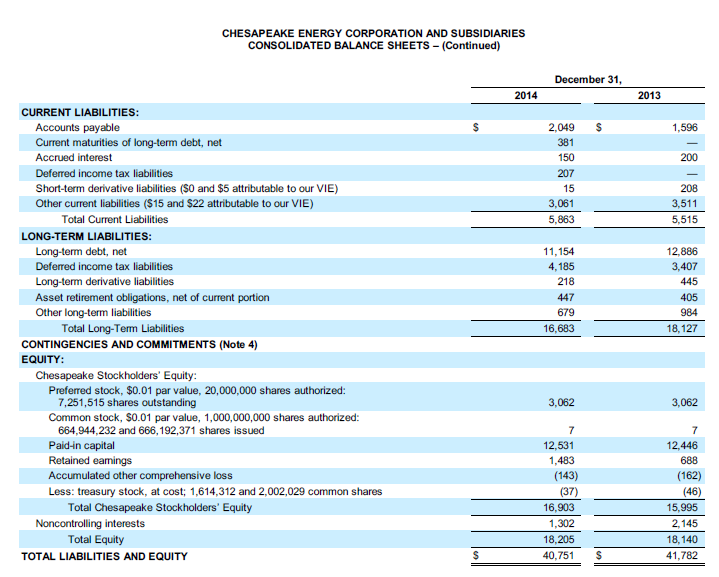 CHESAPEAKE ENERGY CORPORATION AND SUBSIDIARIES
CONSOLIDATED BALANCE SHEETS – (Continued)
December 31,
2014 2013
CURRENT LIABILITIES:
Accounts payable $ 2,049 $ 1,596
Current maturities of long-term debt, net 381 —
Accrued interest 150 200
Deferred income tax liabilities 207 —
Short-term derivative liabilities ($0 and $5 attributable to our VIE) 15 208
Other current liabilities ($15 and $22 attributable to our VIE) 3,061 3,511
Total Current Liabilities 5,863 5,515
LONG-TERM LIABILITIES:
Long-term debt, net 11,154 12,886
Deferred income tax liabilities 4,185 3,407
Long-term derivative liabilities 218 445
Asset retirement obligations, net of current portion 447 405
Other long-term liabilities 679 984
Total Long-Term Liabilities 16,683 18,127
CONTINGENCIES AND COMMITMENTS (Note 4)
EQUITY:
Chesapeake Stockholders' Equity:
Preferred stock, $0.01 par value, 20,000,000 shares authorized:
7,251,515 shares outstanding 3,062 3,062
Common stock, $0.01 par value, 1,000,000,000 shares authorized:
664,944,232 and 666,192,371 shares issued 7 7
Paid-in capital 12,531 12,446
Retained earnings 1,483 688
Accumulated other comprehensive loss (143) (162)
Less: treasury stock, at cost; 1,614,312 and 2,002,029 common shares (37) (46)
Total Chesapeake Stockholders' Equity 16,903 15,995
Noncontrolling interests 1,302 2,145
Total Equity 18,205 18,140
TOTAL LIABILITIES AND EQUITY $ 40,751 $ 41,782